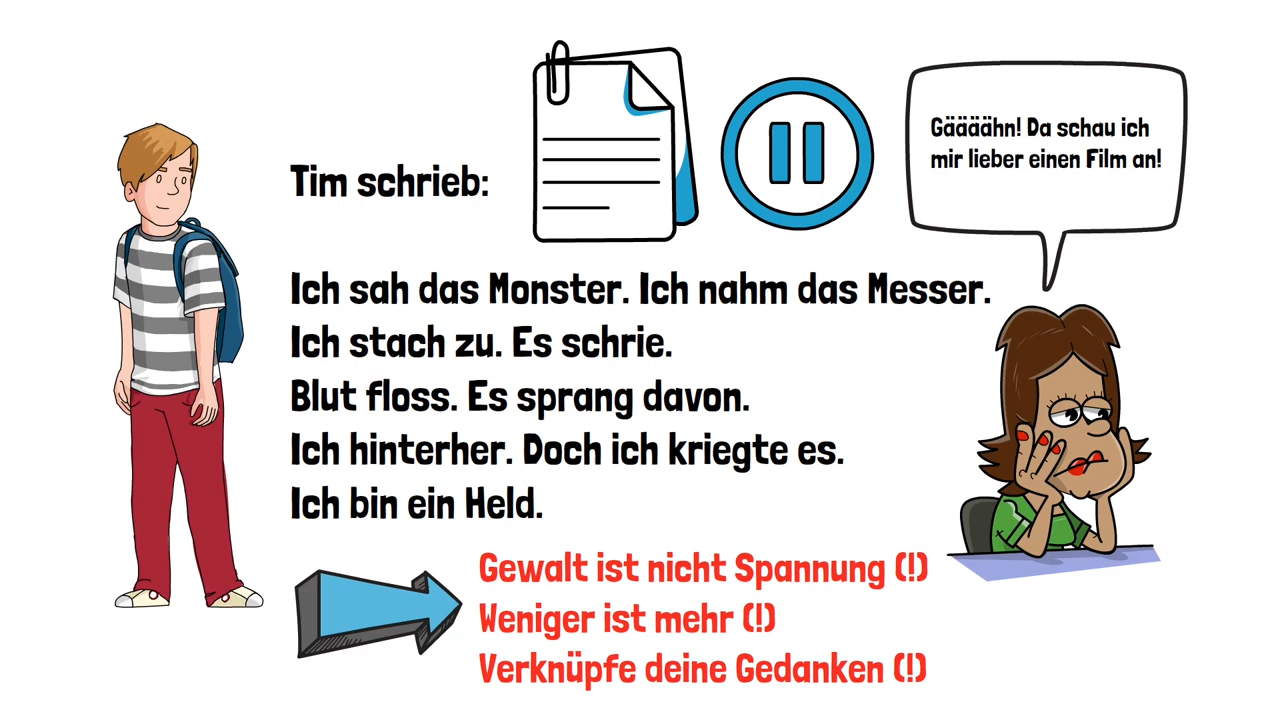 Tim schrieb:
Gäääähn! Da schau ich
mir lieber einen Film an!
Ich sah das Monster. Ich nahm das Messer.
Ich stach zu. Es schrie.
Blut floss. Es sprang davon.
Ich hinterher. Doch ich kriegte es.
Ich bin ein Held.
Gewalt ist nicht Spannung (!)
Weniger ist mehr (!)
Verknüpfe deine Gedanken (!)